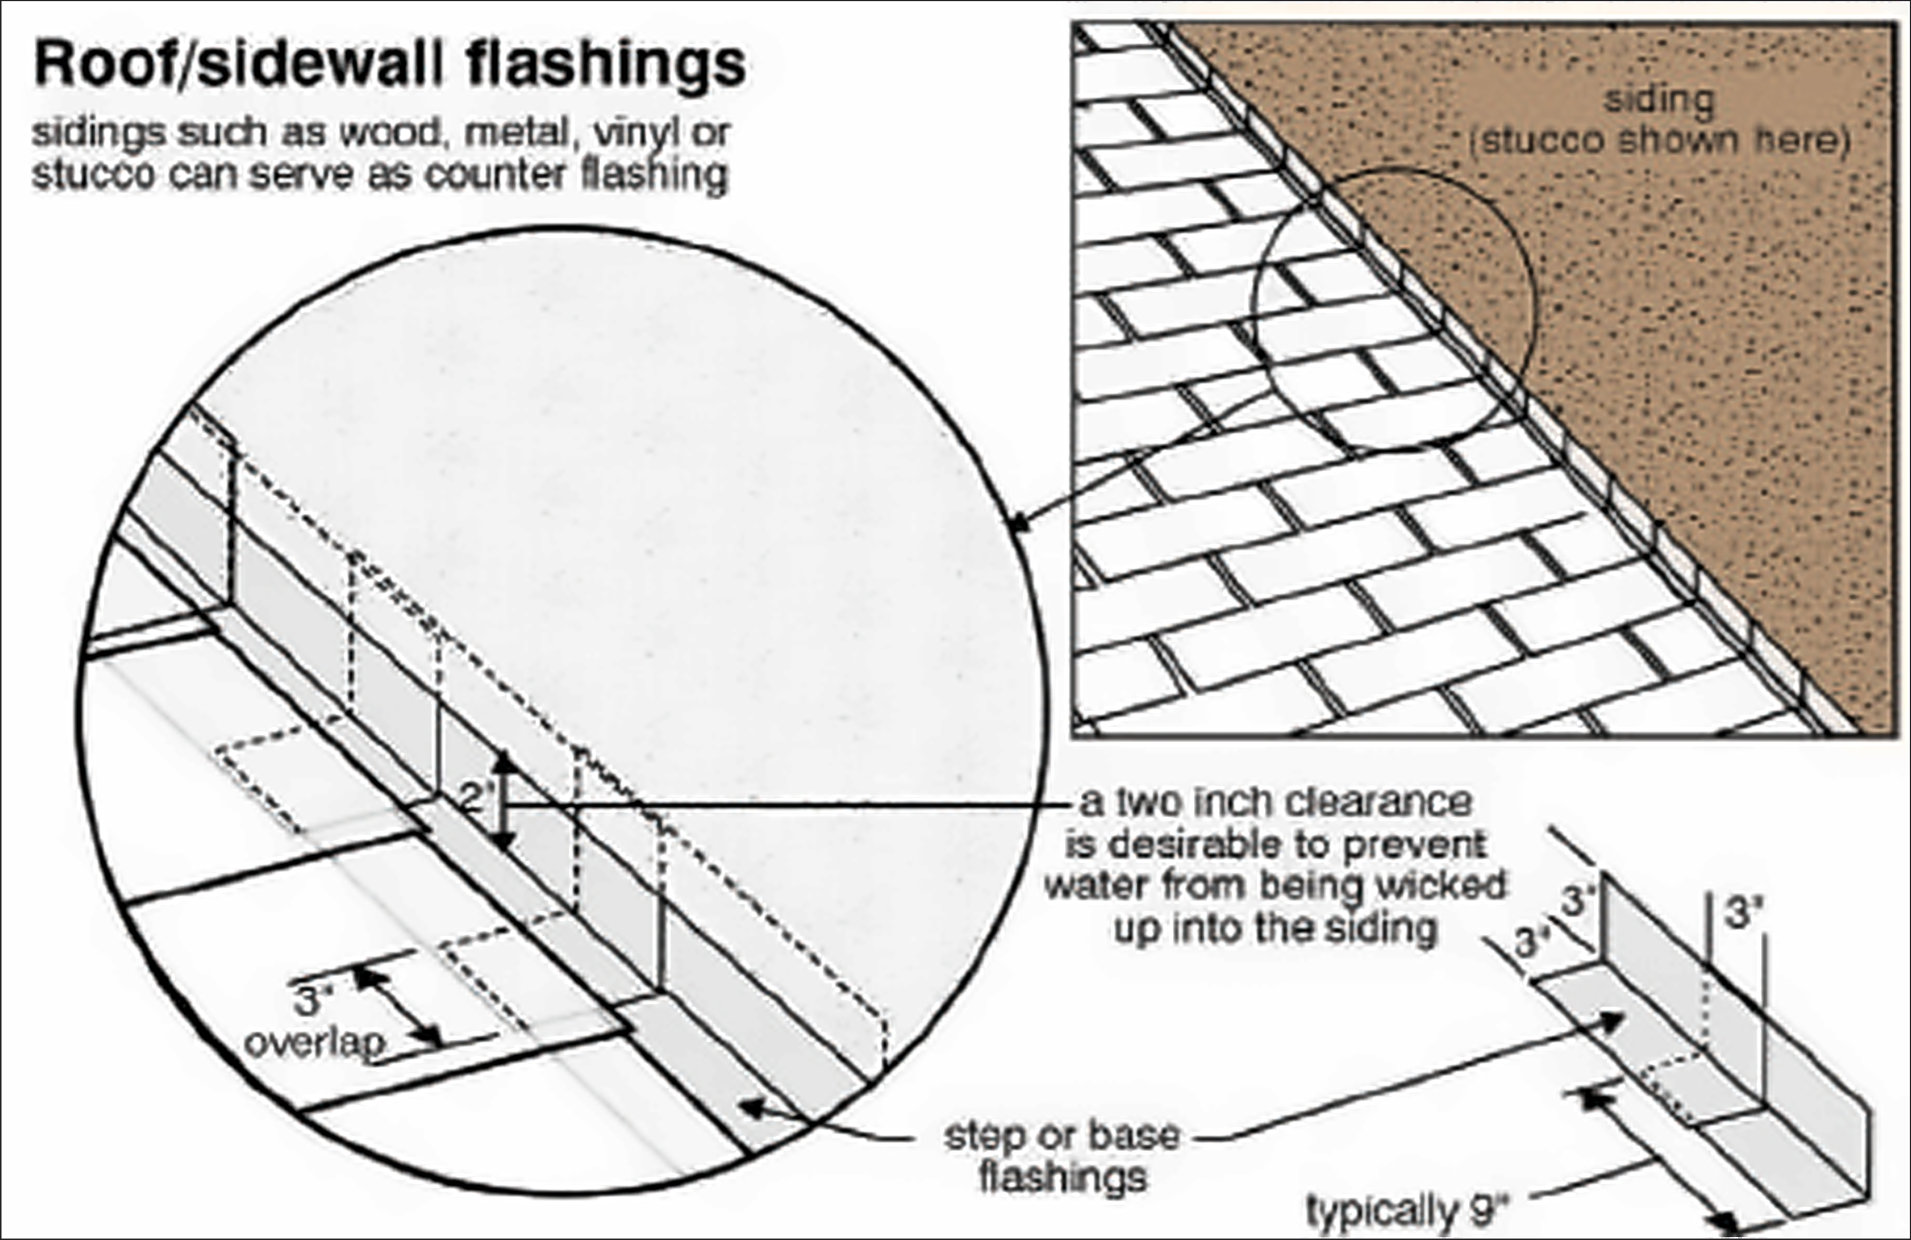 Roof/sidewall flashings
sidings such as wood, metal, vinyl or
stucco can serve as counter flashing
siding
(stucco shown here)
2"
a two inch clearance
is desirable to prevent
water from being wicked
up into the siding
3"
overlap
3"
3"
3"
step or base
flashings
typically 9"